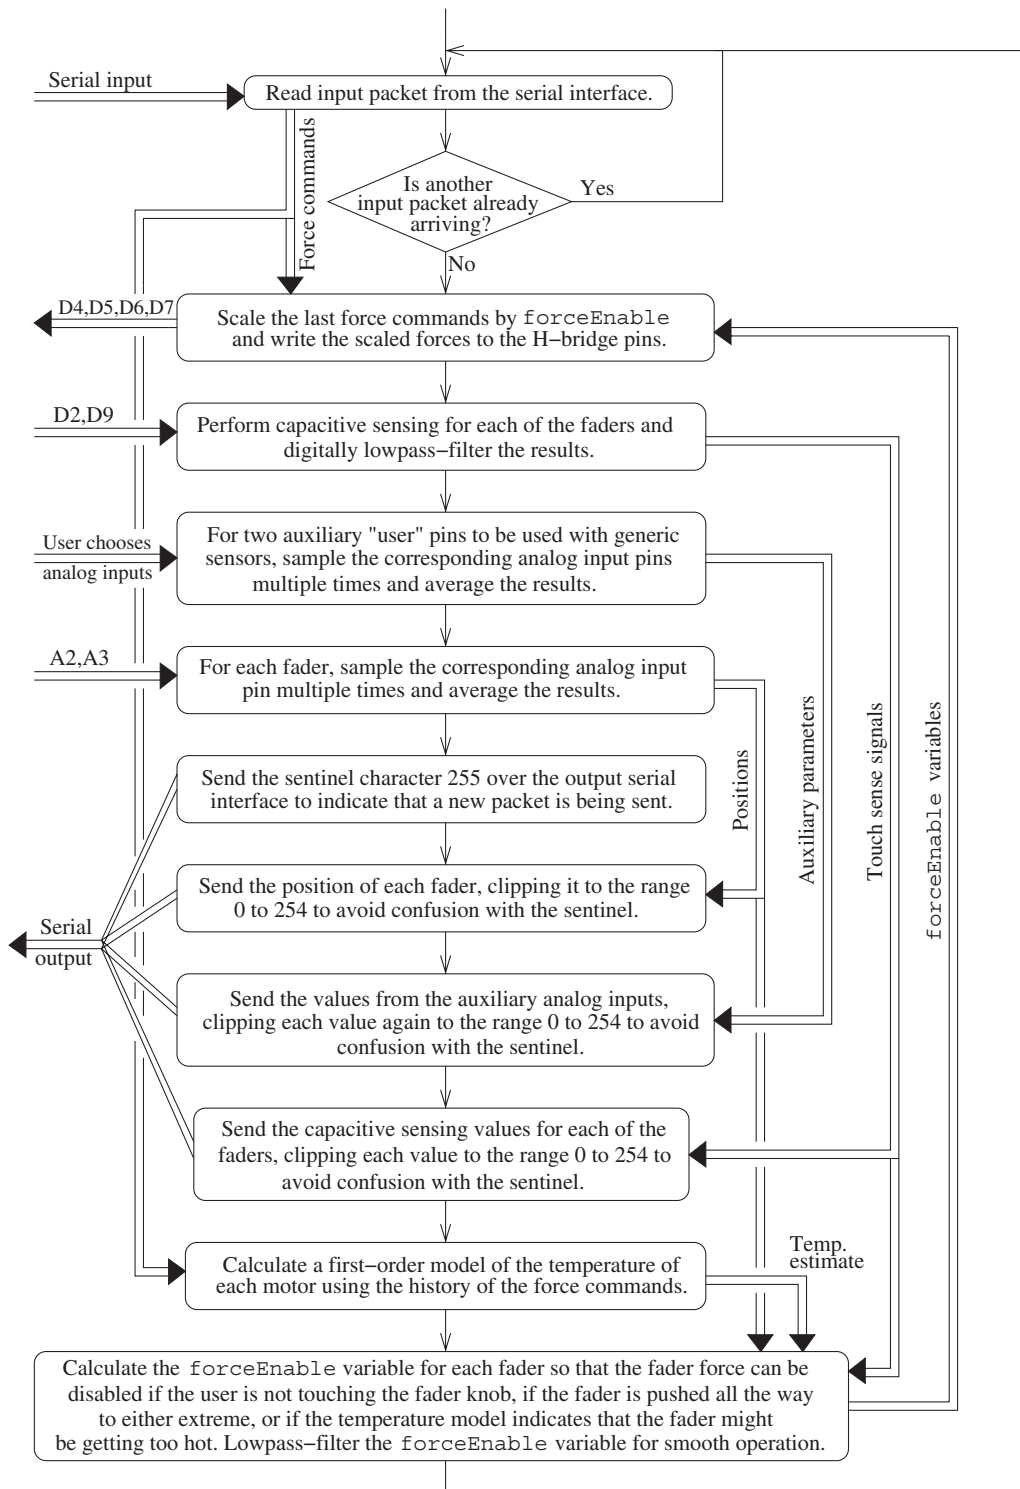 Serial input
Read input packet from the serial interface.
Force commands
Is another
input packet already
arriving?
Yes
No
D4,D5,D6,D7
Scale the last force commands by forceEnable
and write the scaled forces to the H−bridge pins.
D2,D9
Perform capacitive sensing for each of the faders and
digitally lowpass−filter the results.
User chooses
analog inputs
For two auxiliary "user" pins to be used with generic
sensors, sample the corresponding analog input pins
multiple times and average the results.
A2,A3
For each fader, sample the corresponding analog input
pin multiple times and average the results.
Positions
Auxiliary parameters
Touch sense signals
forceEnable variables
Send the sentinel character 255 over the output serial
interface to indicate that a new packet is being sent.
Send the position of each fader, clipping it to the range
0 to 254 to avoid confusion with the sentinel.
Serial
output
Send the values from the auxiliary analog inputs,
clipping each value again to the range 0 to 254 to avoid
confusion with the sentinel.
Send the capacitive sensing values for each of the
faders, clipping each value to the range 0 to 254 to
avoid confusion with the sentinel.
Temp.
estimate
Calculate a first−order model of the temperature of
each motor using the history of the force commands.
Calculate the forceEnable variable for each fader so that the fader force can be
disabled if the user is not touching the fader knob, if the fader is pushed all the way
to either extreme, or if the temperature model indicates that the fader might
be getting too hot. Lowpass−filter the forceEnable variable for smooth operation.